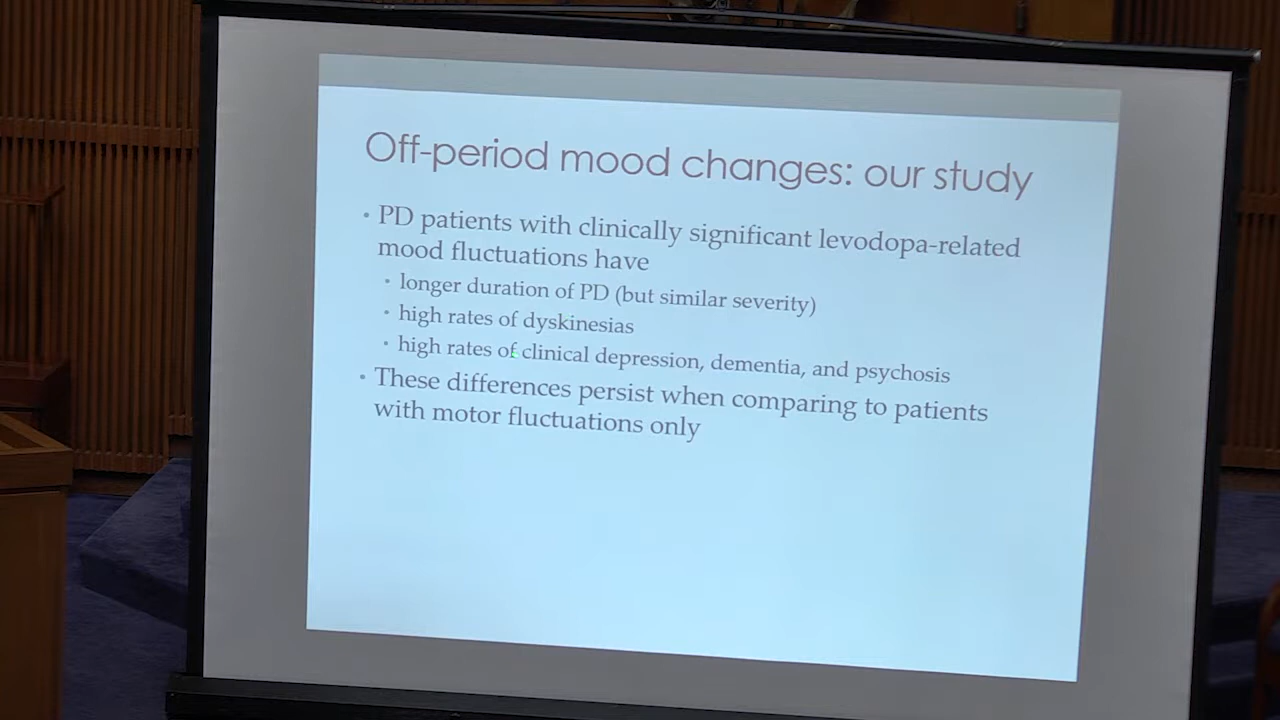 Off-period mood changes: our study
• PD patients with clinically significant levodopa-related
mood fluctuations have
• longer duration of PD (but similar severity)
• high rates of dyskinesias
• high rates of clinical depression, dementia, and psychosis
• These differences persist when comparing to patients
with motor fluctuations only